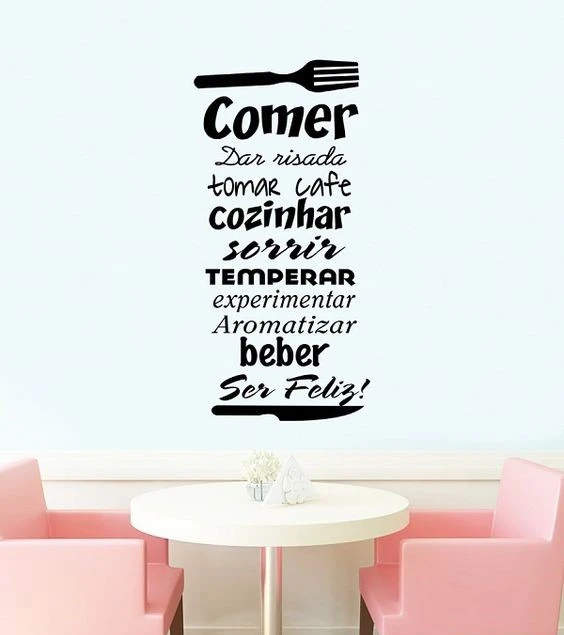 Comer
Dar risada
tomar cafe
cozinhar
sorrir
TEMPERAR
experimentar
Aromatizar
beber
Ser Feliz!